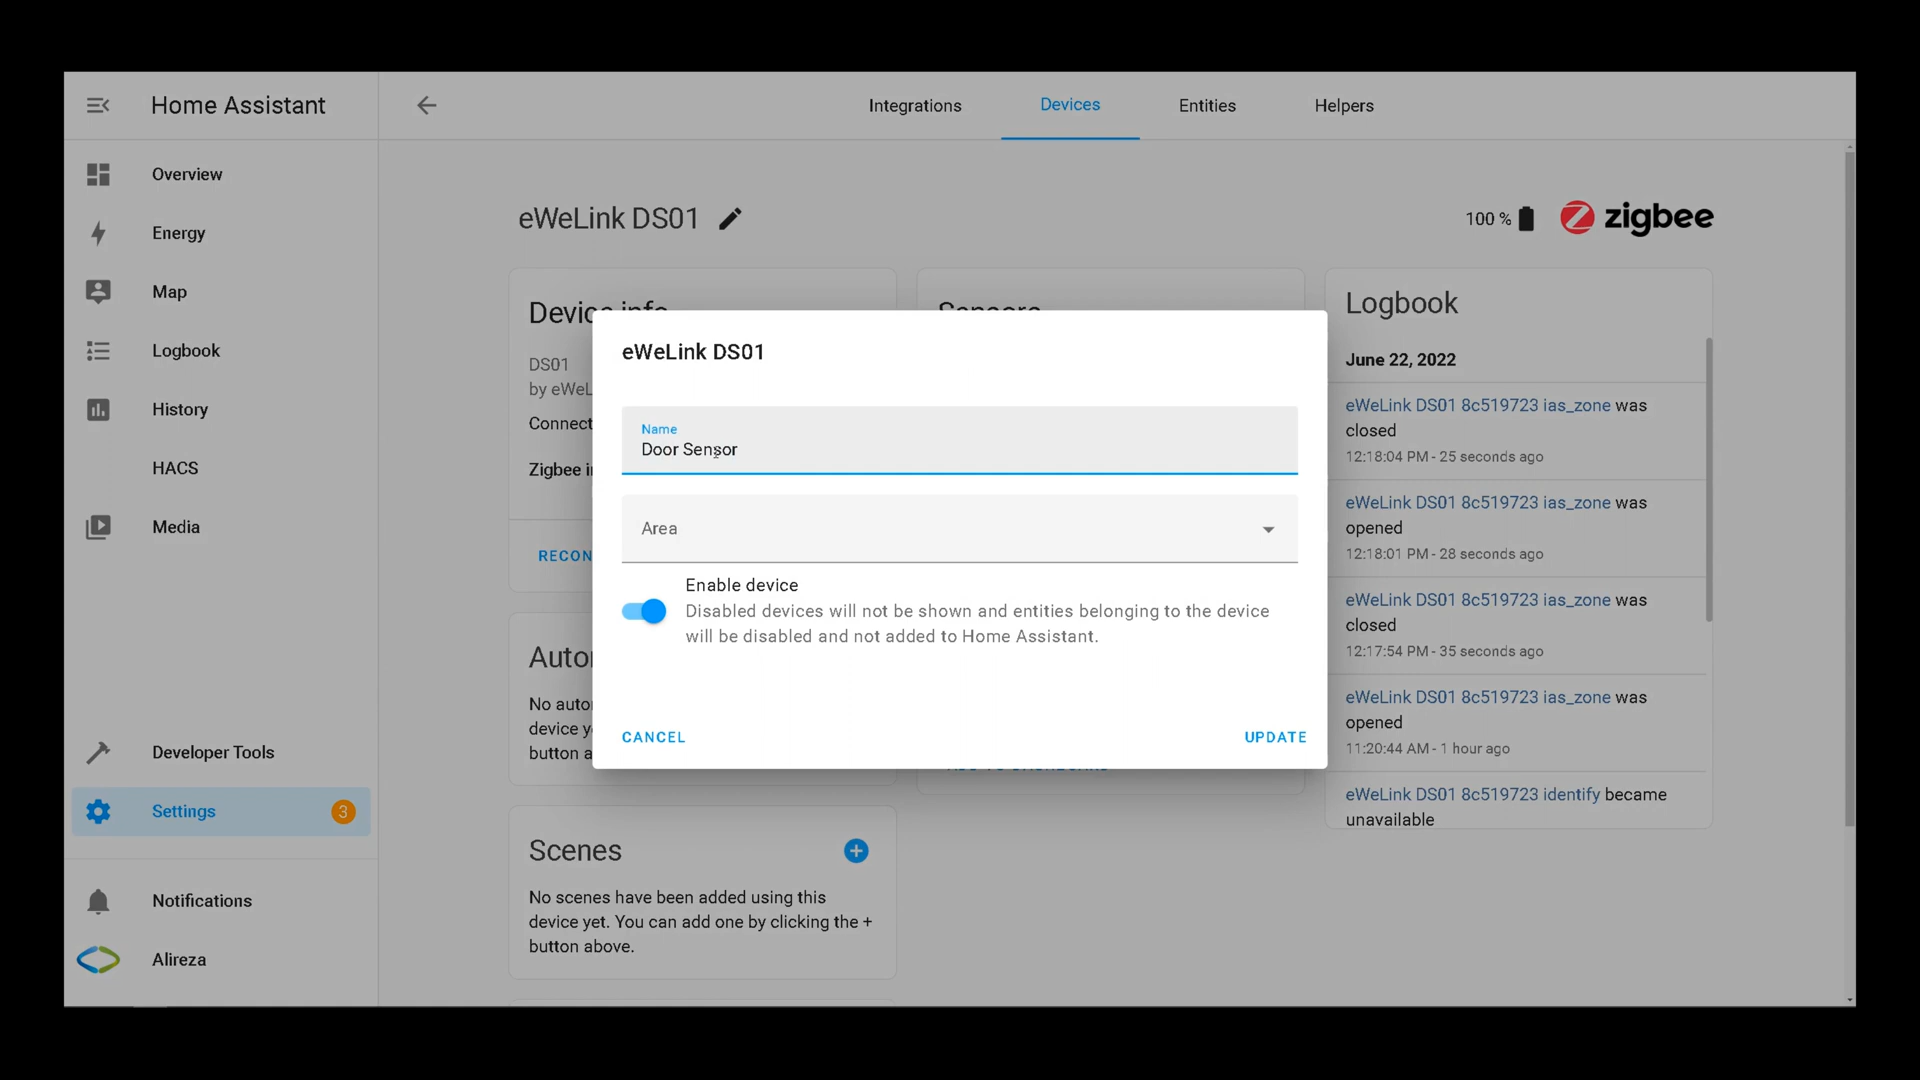 Home Assistant
Integrations
Devices
Entities
Helpers
Overview
Energy
Map
Logbook
History
HACS
Media
Developer Tools
Settings
3
Notifications
Alireza
eWeLink DS01
100 %
zigbee
Device info
DS01
by eWeL
Connect
Zigbee i
RECON
Auto
No auto
device y
button a
Scenes
No scenes have been added using this
device yet. You can add one by clicking the +
button above.
Sensors
eWeLink DS01
Name
Door Sensor
Area
Enable device
Disabled devices will not be shown and entities belonging to the device
will be disabled and not added to Home Assistant.
CANCEL
UPDATE
Logbook
June 22, 2022
eWeLink DS01 8c519723 ias_zone was
closed
12:18:04 PM - 25 seconds ago
eWeLink DS01 8c519723 ias_zone was
opened
12:18:01 PM - 28 seconds ago
eWeLink DS01 8c519723 ias_zone was
closed
12:17:54 PM - 35 seconds ago
eWeLink DS01 8c519723 ias_zone was
opened
11:20:44 AM - 1 hour ago
eWeLink DS01 8c519723 identify became
unavailable